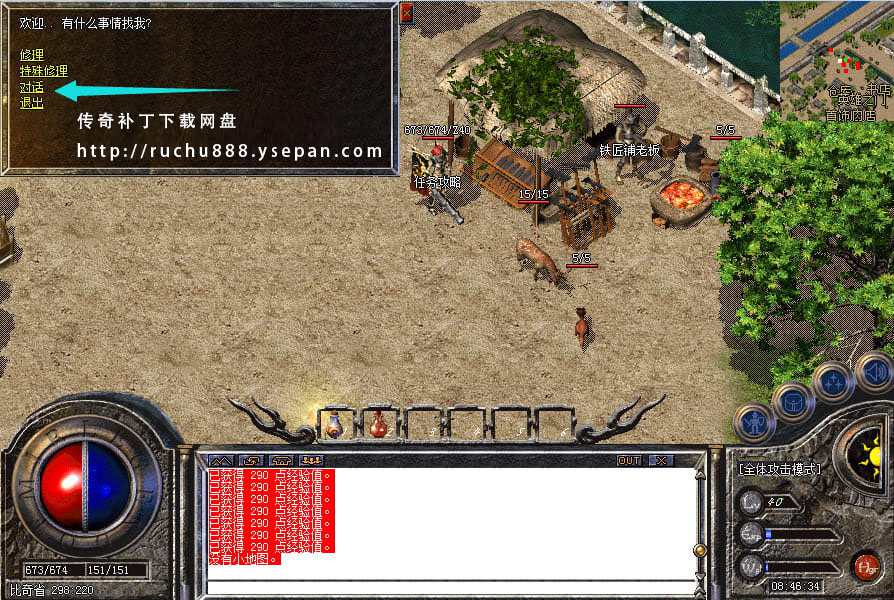 欢迎．. 有什么事情找我?
修理
特殊修理
对话
退出
传奇补丁下载网盘
http://ruchu888.ysepan.com
673/674/Z40
任务攻略
15/15
铁匠铺老板
5/5
5/5
仓库
书店
英雄之门
首饰肉店
OUT
已获得 290 点经验值。
已获得 290 点经验值。
已获得 290 点经验值。
已获得 290 点经验值。
已获得 290 点经验值。
已获得 290 点经验值。
已获得 290 点经验值。
没有小地图。
673/674
151/151
比奇省 298:220
[全体攻击模式]
40
08:46:34